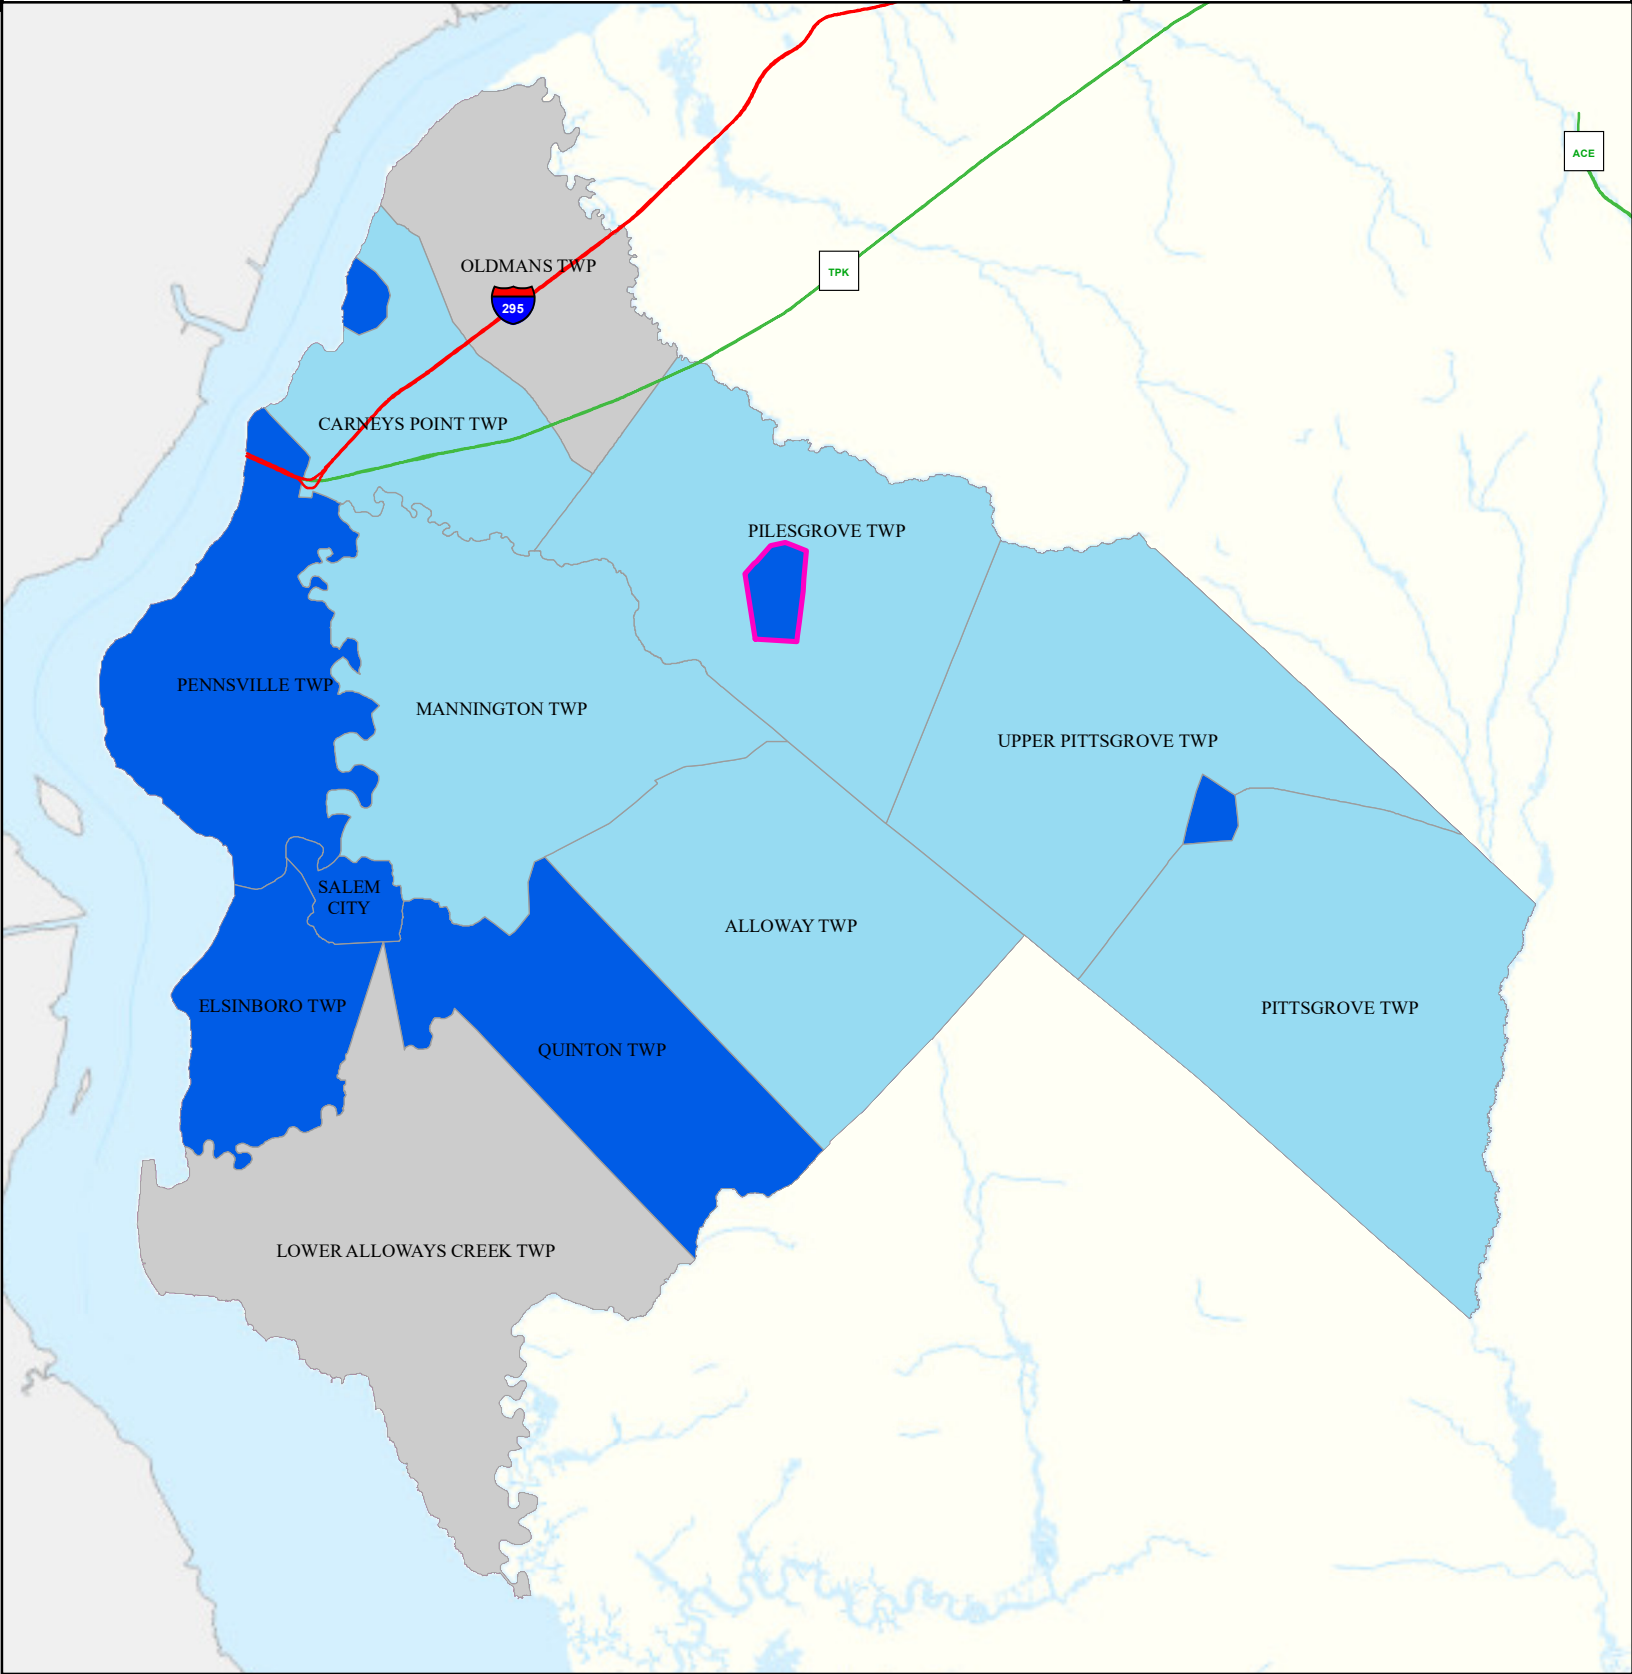 ACE
OLDMANS TWP
TPK
295
CARNEYS POINT TWP
PILESGROVE TWP
PENNSVILLE TWP
MANNINGTON TWP
UPPER PITTSGROVE TWP
SALEM
CITY
ALLOWAY TWP
ELSINBORO TWP
PITTSGROVE TWP
QUINTON TWP
LOWER ALLOWAYS CREEK TWP